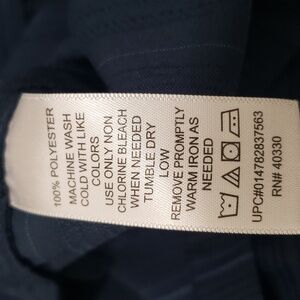 100% POLYESTER
MACHINE WASH
COLD WITH LIKE
COLORS
USE ONLY NON
CHLORINE BLEACH
WHEN NEEDED
TUMBLE DRY
LOW
REMOVE PROMPTLY
WARM IRON AS
NEEDED
UPC#014782837563
RN# 40330